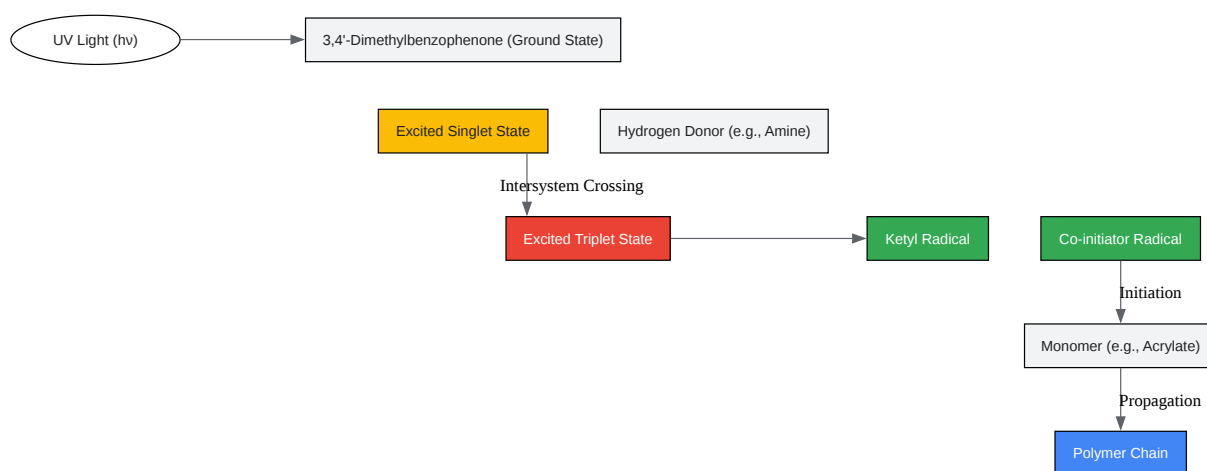 UV Light (hν)
3,4'-Dimethylbenzophenone (Ground State)
Excited Singlet State
Hydrogen Donor (e.g., Amine)
Intersystem Crossing
Excited Triplet State
Ketyl Radical
Co-initiator Radical
Initiation
Monomer (e.g., Acrylate)
Propagation
Polymer Chain